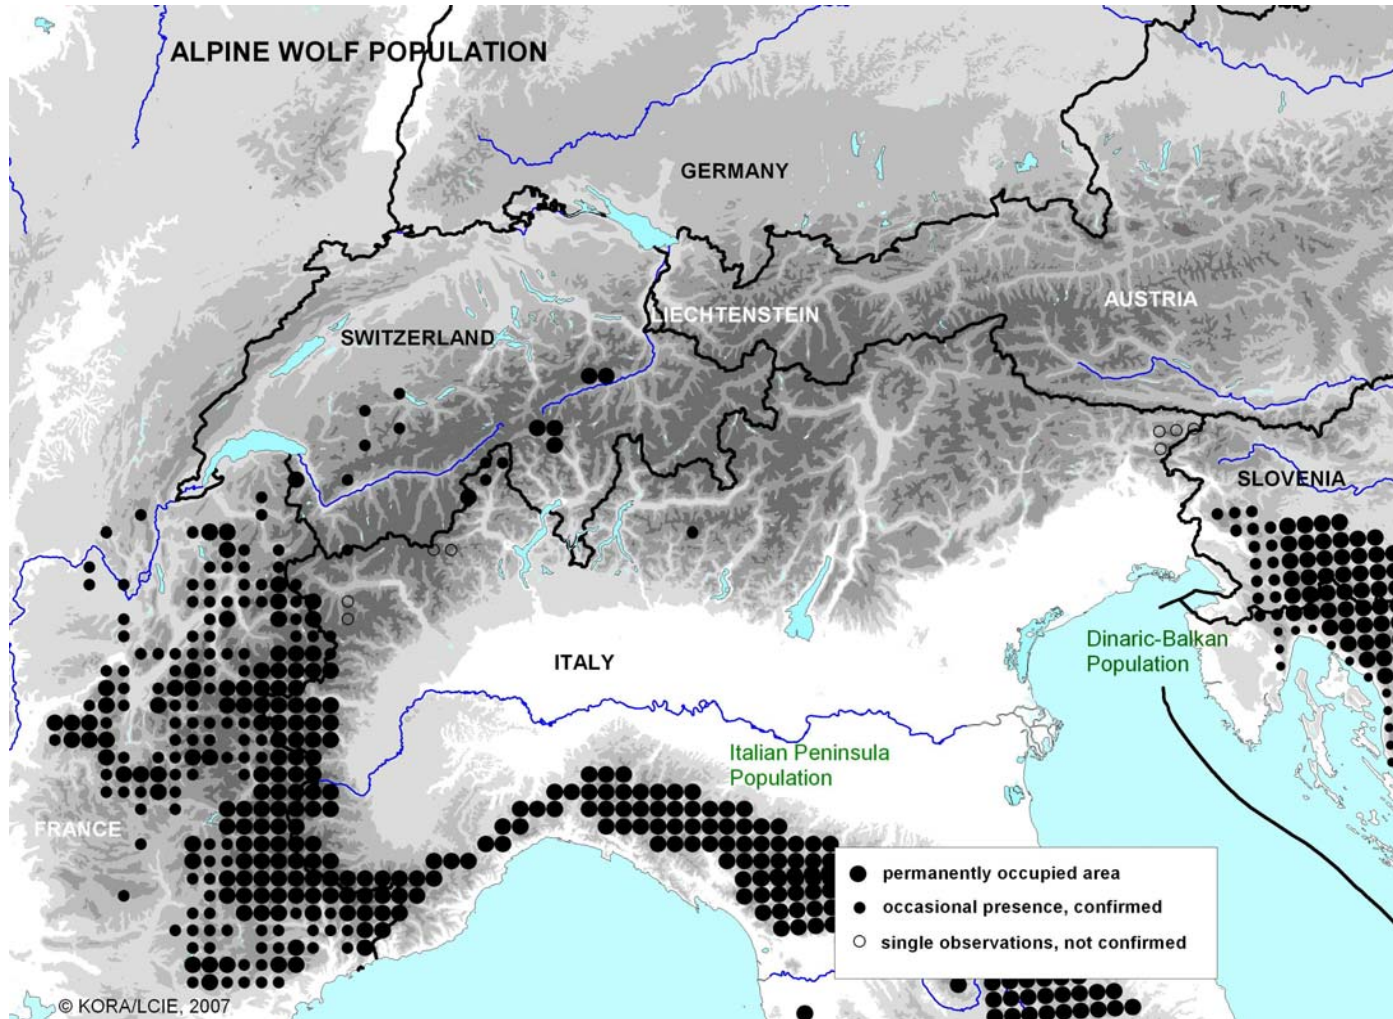 ALPINE WOLF POPULATION
GERMANY
AUSTRIA
LIECHTENSTEIN
SWITZERLAND
SLOVENIA
Dinaric-Balkan
Population
ITALY
Italian Peninsula
Population
FRANCE
permanently occupied area
occasional presence, confirmed
single observations, not confirmed
© KORA/LCIE, 2007